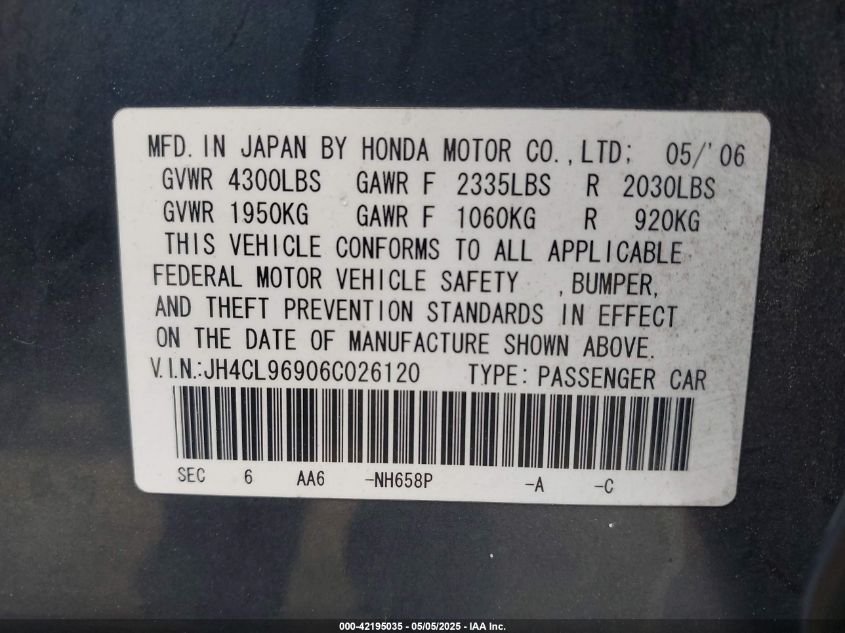 MFD. IN JAPAN BY HONDA MOTOR CO., LTD; 05/'06
GVWR 4300LBS GAWR F 2335LBS R 2030LBS
GVWR 1950KG GAWR F 1060KG R 920KG
THIS VEHICLE CONFORMS TO ALL APPLICABLE
FEDERAL MOTOR VEHICLE SAFETY , BUMPER,
AND THEFT PREVENTION STANDARDS IN EFFECT
ON THE DATE OF MANUFACTURE SHOWN ABOVE.
V.I.N.:JH4CL96906C026120 TYPE: PASSENGER CAR
SEC 6 AA6 -NH658P -A -C
000-42195035 - 05/05/2025 - IAA Inc.